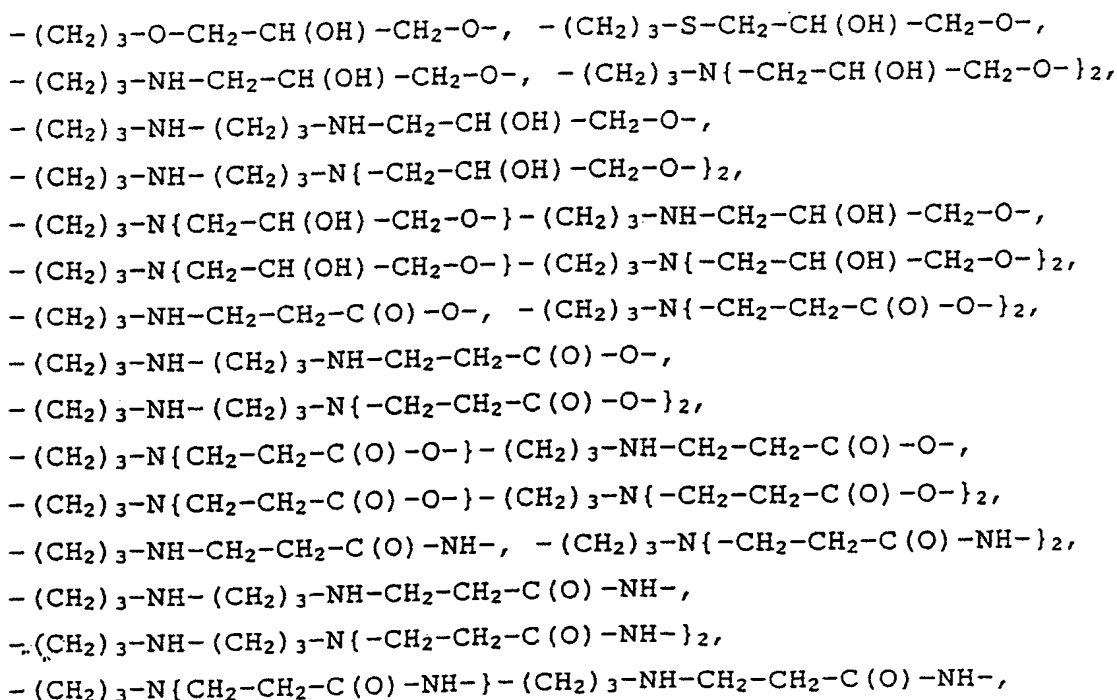 -(CH₂)₃-O-CH₂-CH(OH)-CH₂-O-, -(CH₂)₃-S-CH₂-CH(OH)-CH₂-O-,
-(CH₂)₃-NH-CH₂-CH(OH)-CH₂-O-, -(CH₂)₃-N{-CH₂-CH(OH)-CH₂-O-}₂,
-(CH₂)₃-NH-(CH₂)₃-NH-CH₂-CH(OH)-CH₂-O-,
-(CH₂)₃-NH-(CH₂)₃-N{-CH₂-CH(OH)-CH₂-O-}₂,
-(CH₂)₃-N{CH₂-CH(OH)-CH₂-O-}-(CH₂)₃-NH-CH₂-CH(OH)-CH₂-O-,
-(CH₂)₃-N{CH₂-CH(OH)-CH₂-O-}-(CH₂)₃-N{-CH₂-CH(OH)-CH₂-O-}₂,
-(CH₂)₃-NH-CH₂-CH₂-C(O)-O-, -(CH₂)₃-N{-CH₂-CH₂-C(O)-O-}₂,
-(CH₂)₃-NH-(CH₂)₃-NH-CH₂-CH₂-C(O)-O-,
-(CH₂)₃-NH-(CH₂)₃-N{-CH₂-CH₂-C(O)-O-}₂,
-(CH₂)₃-N{CH₂-CH₂-C(O)-O-}-(CH₂)₃-NH-CH₂-CH₂-C(O)-O-,
-(CH₂)₃-N{CH₂-CH₂-C(O)-O-}-(CH₂)₃-N{-CH₂-CH₂-C(O)-O-}₂,
-(CH₂)₃-NH-CH₂-CH₂-C(O)-NH-, -(CH₂)₃-N{-CH₂-CH₂-C(O)-NH-}₂,
-(CH₂)₃-NH-(CH₂)₃-NH-CH₂-CH₂-C(O)-NH-,
-(CH₂)₃-NH-(CH₂)₃-N{-CH₂-CH₂-C(O)-NH-}₂,
-(CH₂)₃-N{CH₂-CH₂-C(O)-NH-}-(CH₂)₃-NH-CH₂-CH₂-C(O)-NH-,